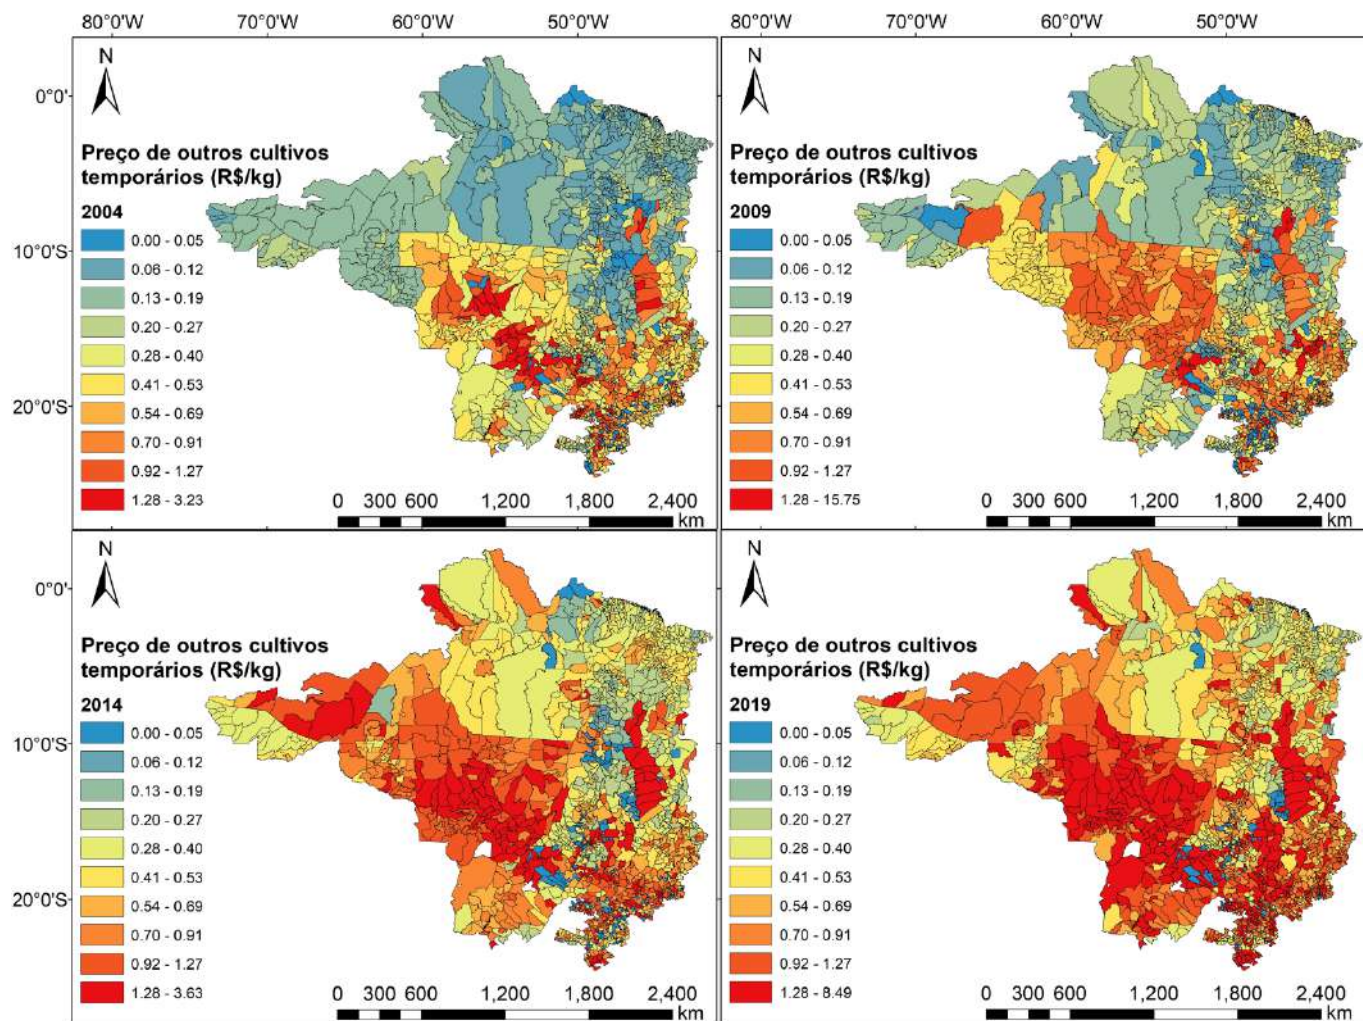 80°0'W 70°0'W 60°0'W 50°0'W 80°0'W 70°0'W 60°0'W 50°0'W
N
0°0'
Preço de outros cultivos
temporários (R$/kg)
2004
0.00 - 0.05
0.06 - 0.12
10°0'S
0.13 - 0.19
0.20 - 0.27
0.28 - 0.40
0.41 - 0.53
20°0'S
0.54 - 0.69
0.70 - 0.91
0.92 - 1.27
1.28 - 3.23
0 300 600 1,200 1,800 2,400
km
N
Preço de outros cultivos
temporários (R$/kg)
2009
0.00 - 0.05
0.06 - 0.12
0.13 - 0.19
0.20 - 0.27
0.28 - 0.40
0.41 - 0.53
0.54 - 0.69
0.70 - 0.91
0.92 - 1.27
1.28 - 15.75
0 300 600 1,200 1,800 2,400
km
N
0°0'
Preço de outros cultivos
temporários (R$/kg)
2014
0.00 - 0.05
10°0'S
0.06 - 0.12
0.13 - 0.19
0.20 - 0.27
0.28 - 0.40
0.41 - 0.53
20°0'S
0.54 - 0.69
0.70 - 0.91
0.92 - 1.27
1.28 - 3.63
0 300 600 1,200 1,800 2,400
km
N
Preço de outros cultivos
temporários (R$/kg)
2019
0.00 - 0.05
0.06 - 0.12
0.13 - 0.19
0.20 - 0.27
0.28 - 0.40
0.41 - 0.53
0.54 - 0.69
0.70 - 0.91
0.92 - 1.27
1.28 - 8.49
0 300 600 1,200 1,800 2,400
km